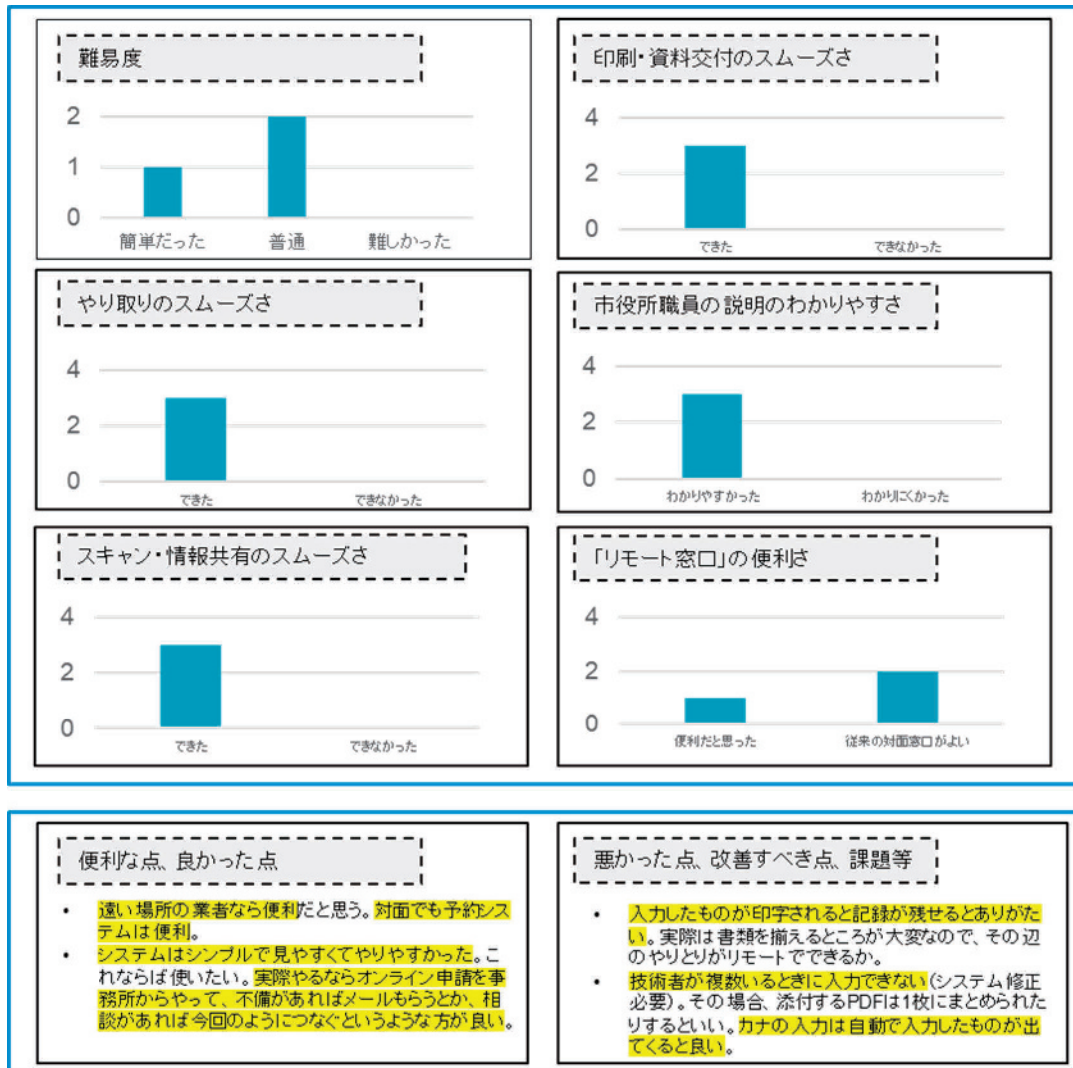 難易度
2
1
0
簡単だった 普通 難しかった
印刷・資料交付のスムーズさ
4
2
0
できた できなかった
やり取りのスムーズさ
4
2
0
できた できなかった
市役所職員の説明のわかりやすさ
4
2
0
わかりやすかった わかりにくかった
スキャン・情報共有のスムーズさ
4
2
0
できた できなかった
「リモート窓口」の便利さ
4
2
0
便利だと思った 従来の対面窓口がよい
便利な点、良かった点
• 遠い場所の業者なら便利だと思う。対面でも予約シス
テムは便利。
• システムはシンプルで見やすくてやりやすかった。こ
れならば使いたい。実際やるならオンライン申請を事
務所からやって、不備があればメールもらうとか、相
談があれば今回のようにつなぐというような方が良い。
悪かった点、改善すべき点、課題等
• 入力したものが印字されると記録が残せるとありがた
い。実際は書類を揃えるところが大変なので、その辺
のやりとりがリモートでできるか。
• 技術者が複数いるときに入力できない(システム修正
必要)。その場合、添付するPDFは1枚にまとめられた
りするといい。カナの入力は自動で入力したものが出
てくると良い。